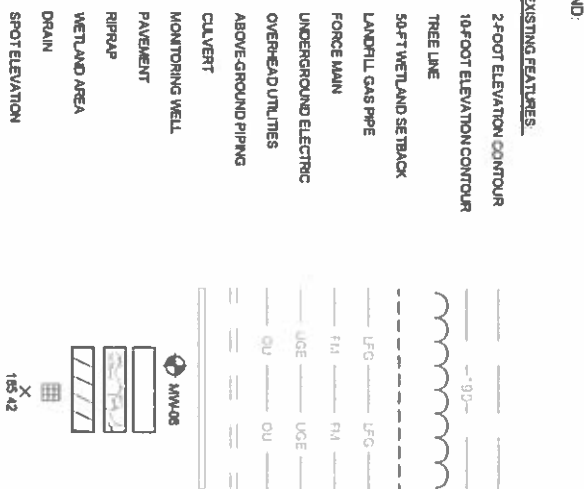 ND:
EXISTING FEATURES:
2-FOOT ELEVATION CONTOUR
10-FOOT ELEVATION CONTOUR
190
TREE LINE
50-FT WETLAND SETBACK
LANDFILL GAS PIPE
LFG LFG
FORCE MAIN
FM FM
UNDERGROUND ELECTRIC
UGE UGE
OVERHEAD UTILITIES
OU OU
ABOVE-GROUND PIPING
CULVERT
MONITORING WELL
MW-06
PAVEMENT
RIPRAP
WETLAND AREA
DRAIN
SPOT ELEVATION
165.42